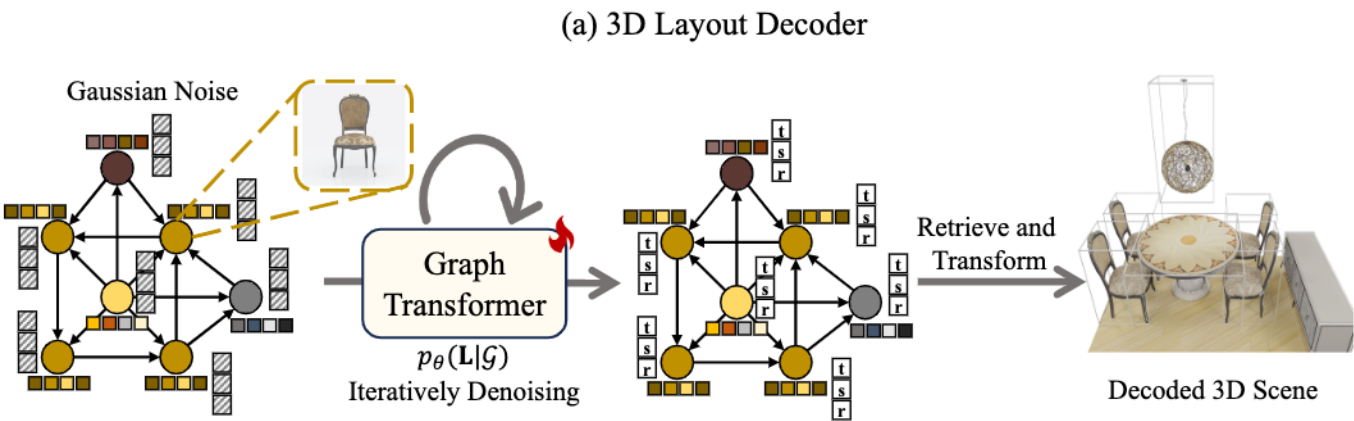 (a) 3D Layout Decoder
Gaussian Noise
Graph
Transformer
pθ(L|𝒢)
Iteratively Denoising
t
s
r
t
s
r
t
s
r
t
s
r
t
s
r
t
s
r
t
s
r
Retrieve and
Transform
Decoded 3D Scene